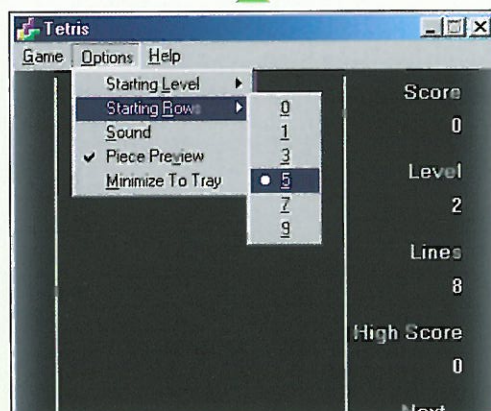 Tetris
Game Options Help
Starting Level
Starting Rows
Sound
Piece Preview
Minimize To Tray
0
1
3
5
7
9
Score
0
Level
2
Lines
8
High Score
0
Next